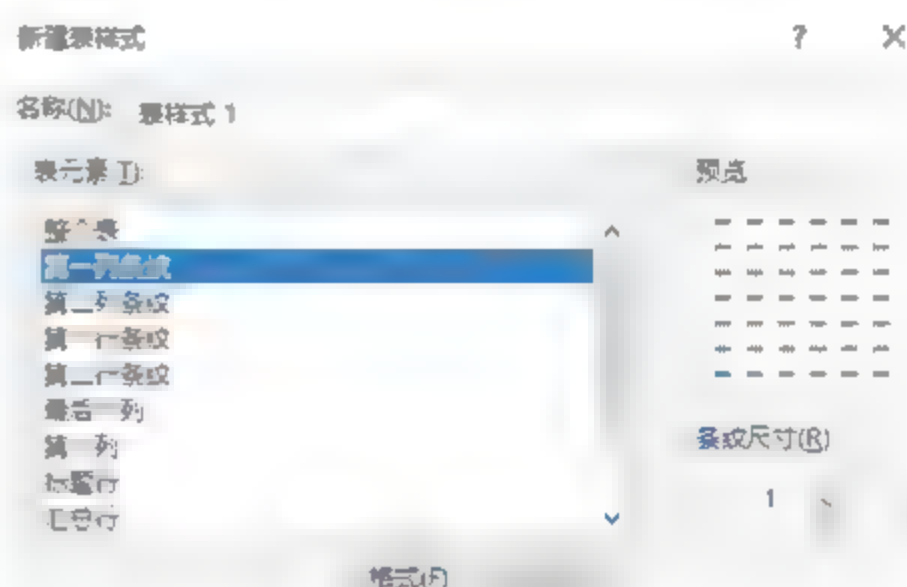 新建表样式 ? ×
名称(N): 表样式 1
表元素(T):
预览
整个表
第一列条纹
第二列条纹
第一行条纹
第二行条纹
最后一列
第一列
标题行
汇总行
条纹尺寸(R)
1
格式(F)